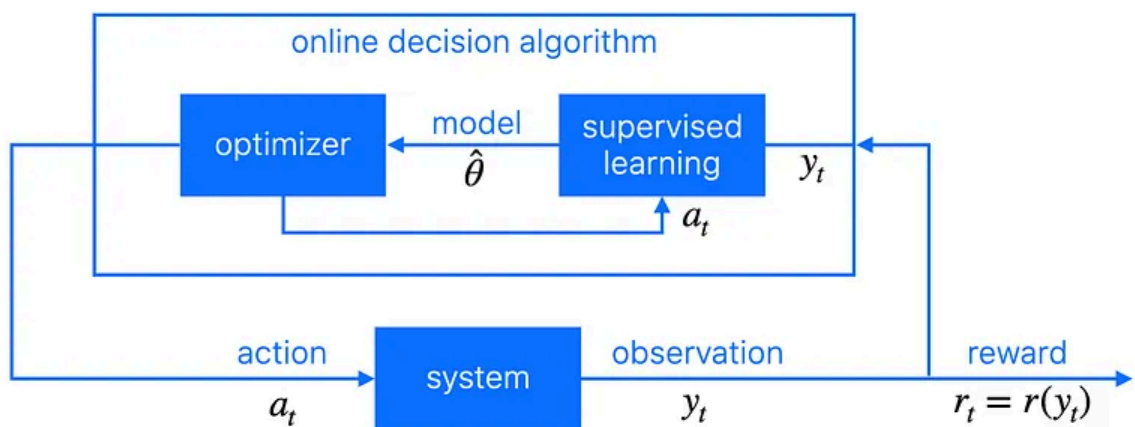 online decision algorithm
optimizer
model
θ̂
supervised
learning
y_t
a_t
action
a_t
system
observation
y_t
reward
r_t = r(y_t)